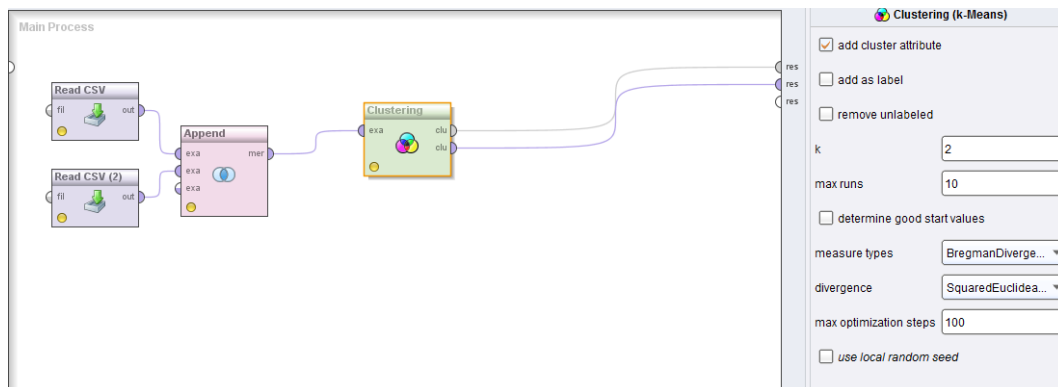 Main Process
Read CSV
fil
out
Read CSV (2)
fil
out
Append
exa
exa
exa
mer
Clustering
exa
clu
clu
res
res
res
Clustering (k-Means)
add cluster attribute
add as label
remove unlabeled
k 2
max runs 10
determine good start values
measure types BregmanDiverge...
divergence SquaredEuclidea...
max optimization steps 100
use local random seed